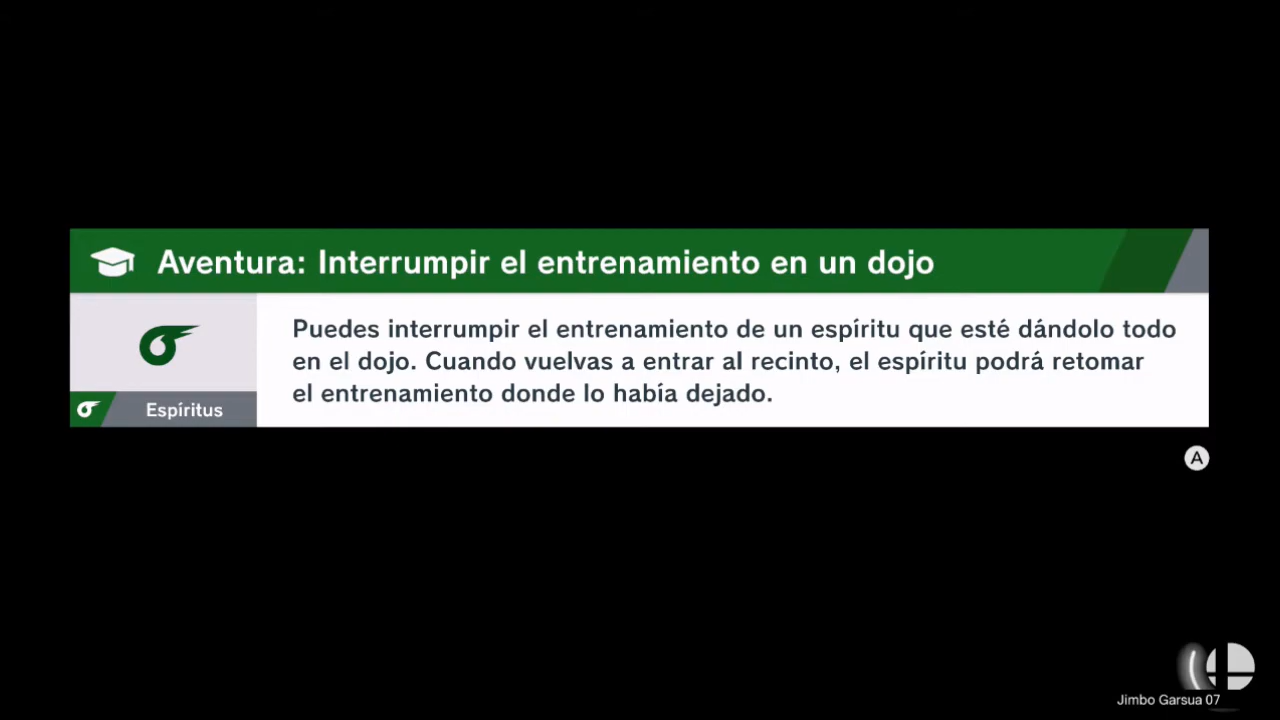 Aventura: Interrumpir el entrenamiento en un dojo
Puedes interrumpir el entrenamiento de un espíritu que esté dándolo todo
en el dojo. Cuando vuelvas a entrar al recinto, el espíritu podrá retomar
el entrenamiento donde lo había dejado.
Espíritus
A
Jimbo Garsua 07